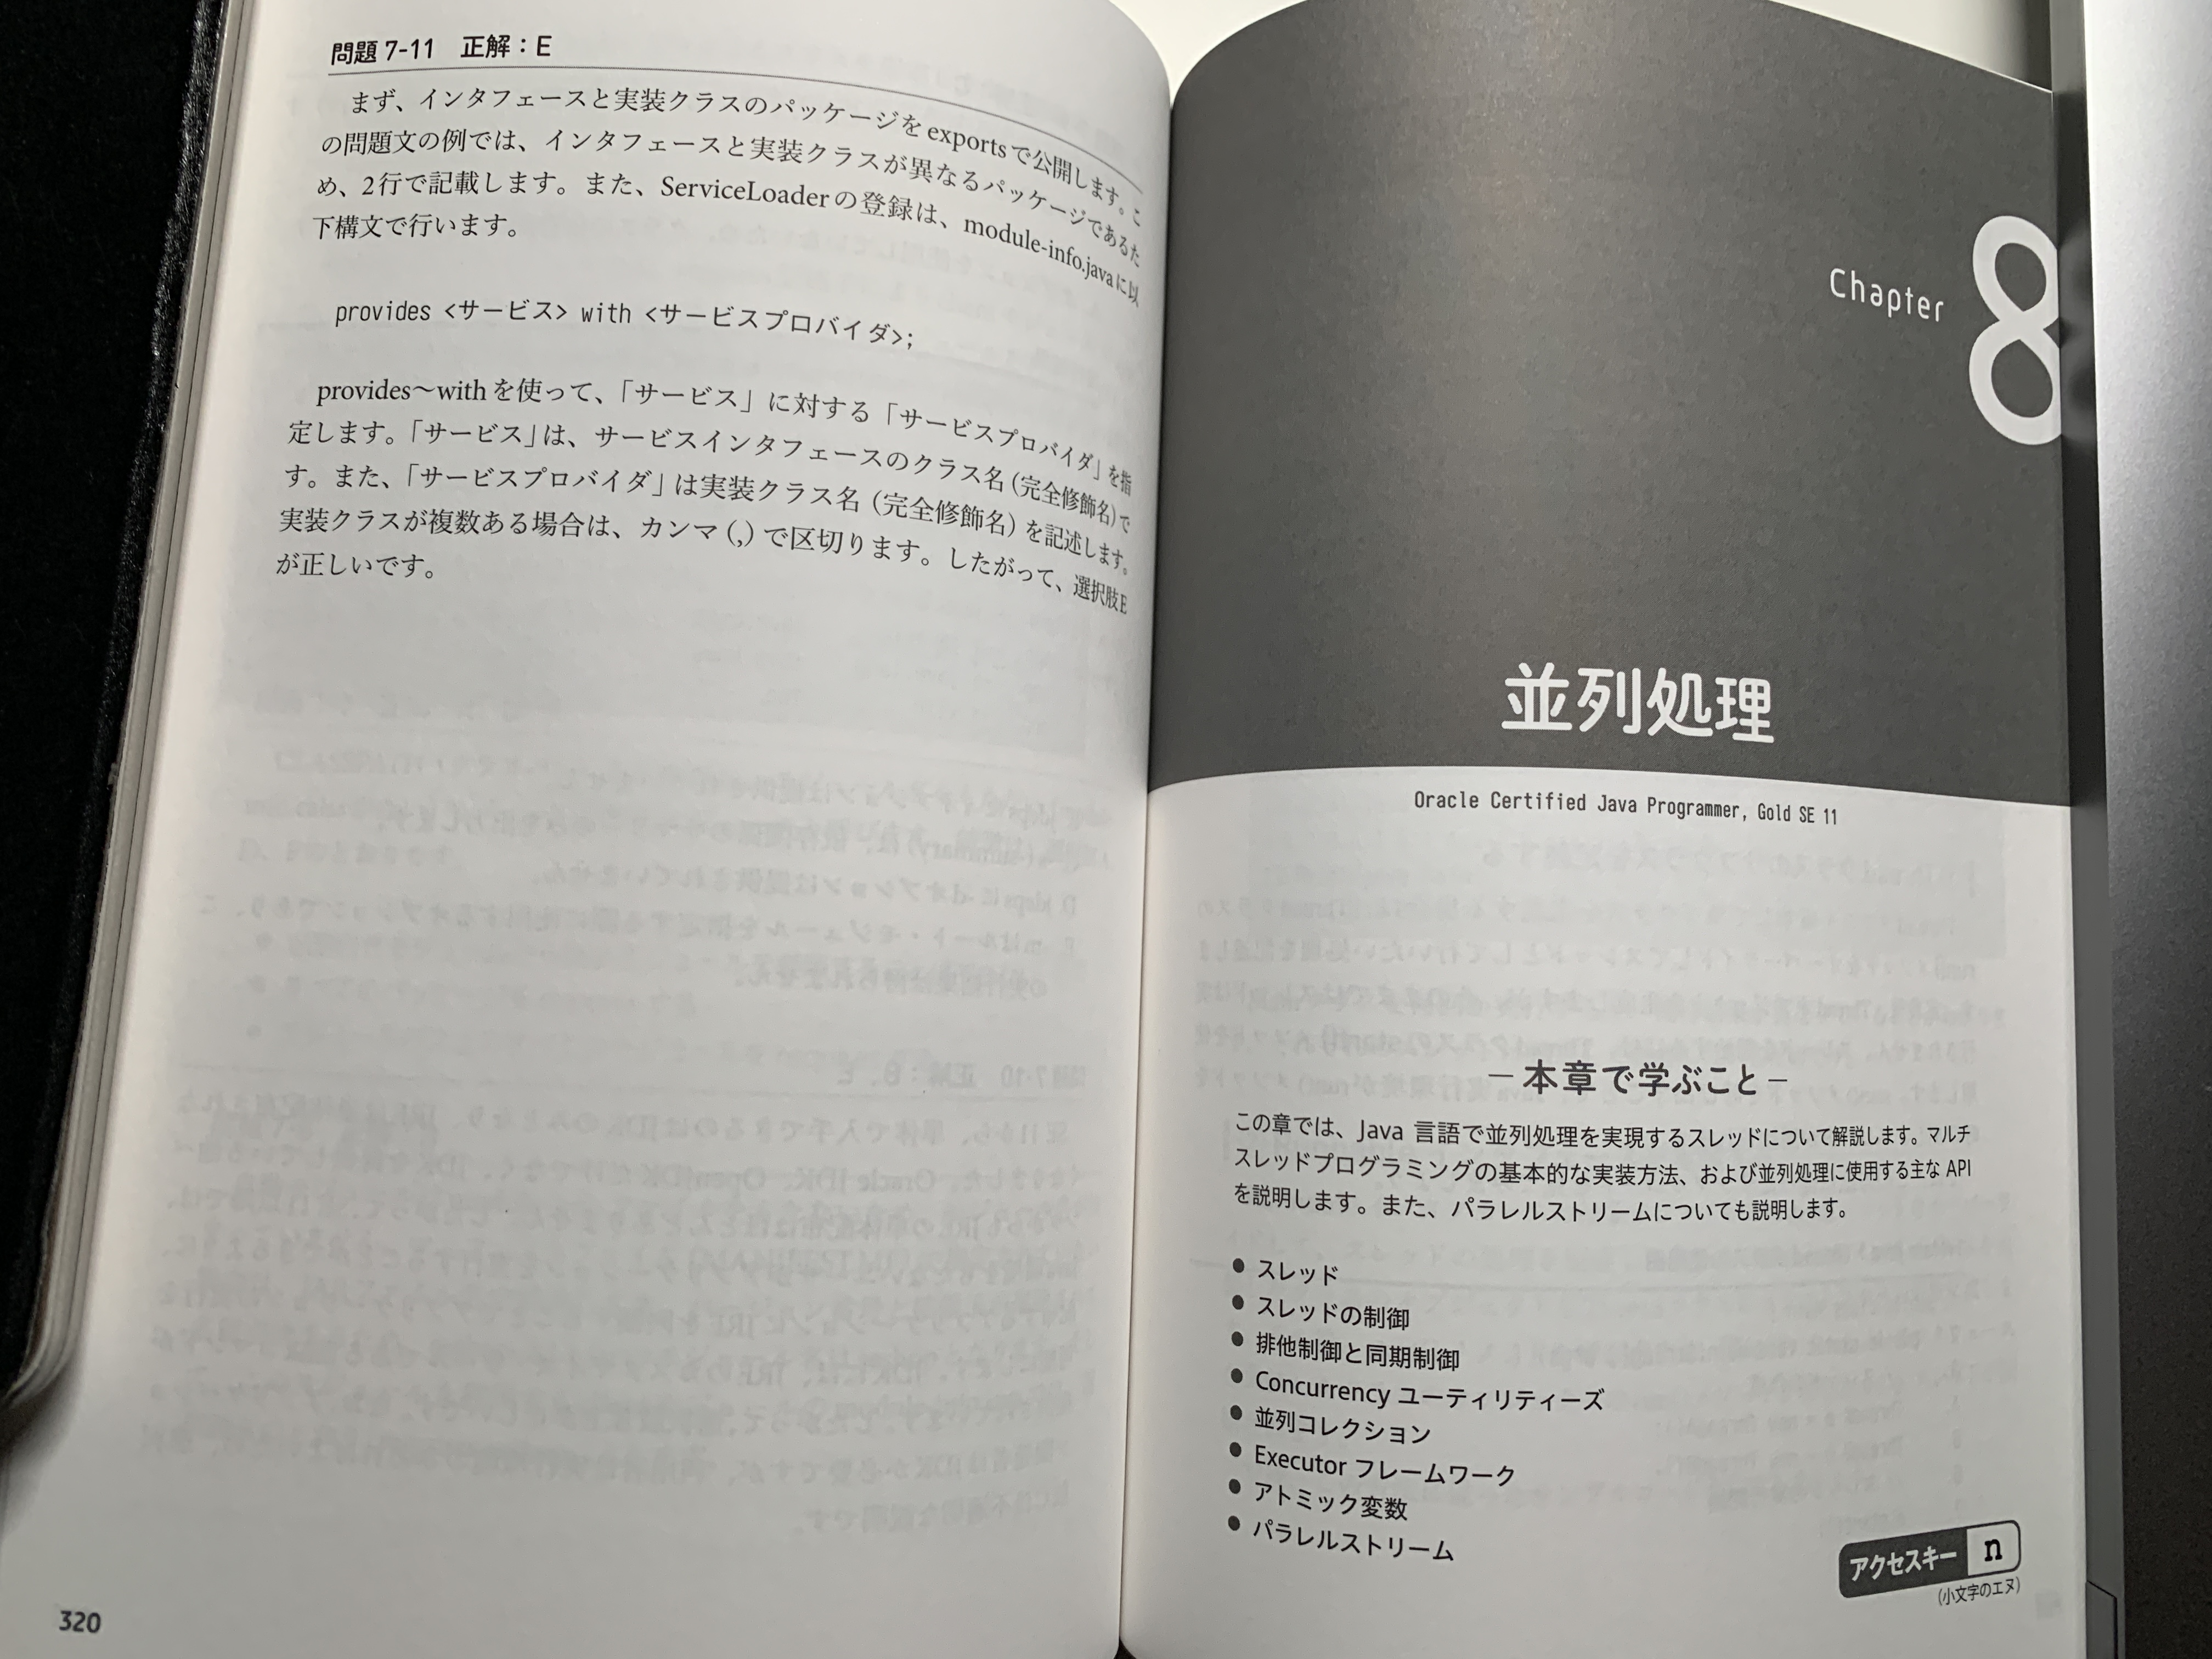 問題 7-11　正解：E
まず、インタフェースと実装クラスのパッケージをexportsで公開します。こ
の問題文の例では、インタフェースと実装クラスが異なるパッケージであるた
め、2行で記載します。また、ServiceLoaderの登録は、module-info.javaに以
下構文で行います。
provides <サービス> with <サービスプロバイダ>;
provides〜withを使って、「サービス」に対する「サービスプロバイダ」を指
定します。「サービス」は、サービスインタフェースのクラス名(完全修飾名)で
す。また、「サービスプロバイダ」は実装クラス名(完全修飾名)を記述します。
実装クラスが複数ある場合は、カンマ(,)で区切ります。したがって、選択肢E
が正しいです。
320
Chapter 8
並列処理
Oracle Certified Java Programmer, Gold SE 11
－本章で学ぶこと－
この章では、Java 言語で並列処理を実現するスレッドについて解説します。マルチ
スレッドプログラミングの基本的な実装方法、および並列処理に使用する主な API
を説明します。また、パラレルストリームについても説明します。
● スレッド
● スレッドの制御
● 排他制御と同期制御
● Concurrency ユーティリティーズ
● 並列コレクション
● Executor フレームワーク
● アトミック変数
● パラレルストリーム
アクセスキー n
(小文字のエヌ)